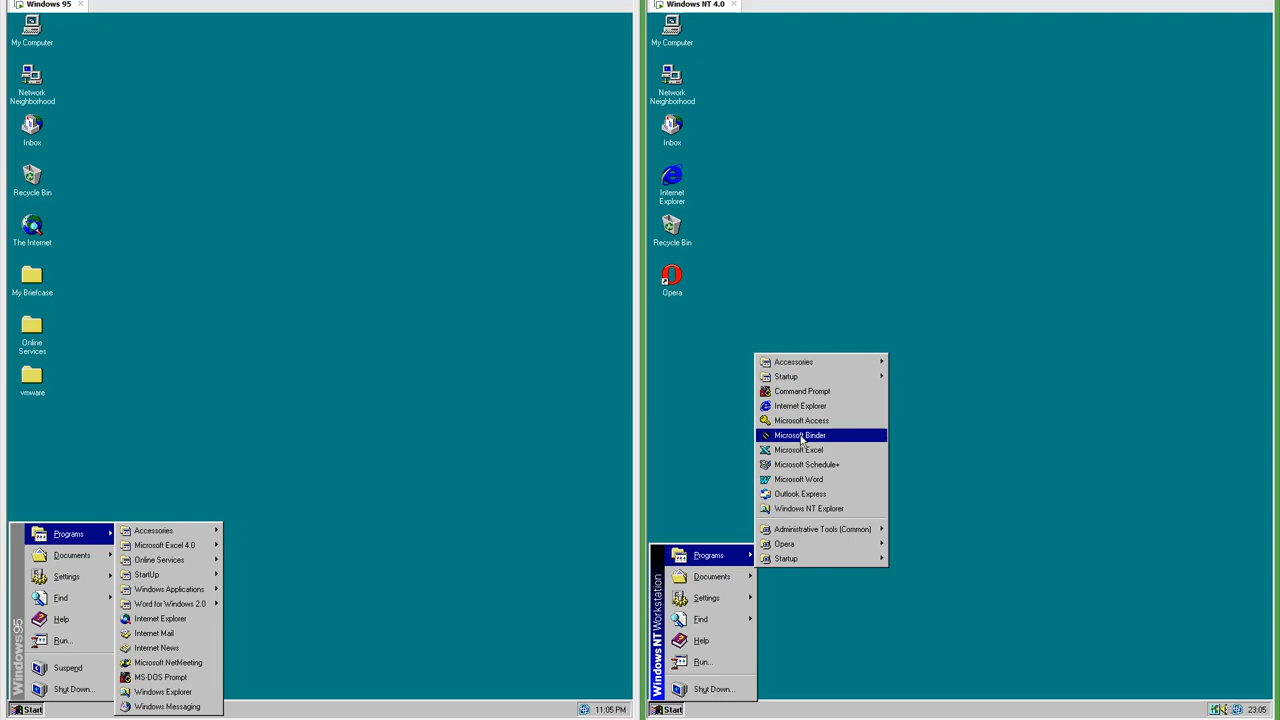 Windows 95
My Computer
Network
Neighborhood
Inbox
Recycle Bin
The Internet
My Briefcase
Online
Services
vmware
Programs
Documents
Settings
Find
Help
Run...
Suspend
Shut Down...
Windows 95
Accessories
Microsoft Excel 4.0
Online Services
StartUp
Windows Applications
Word for Windows 2.0
Internet Explorer
Internet Mail
Internet News
Microsoft NetMeeting
MS-DOS Prompt
Windows Explorer
Windows Messaging
Start
11:05 PM
Windows NT 4.0
My Computer
Network
Neighborhood
Inbox
Internet
Explorer
Recycle Bin
Opera
Accessories
Startup
Command Prompt
Internet Explorer
Microsoft Access
Microsoft Binder
Microsoft Excel
Microsoft Schedule+
Microsoft Word
Outlook Express
Windows NT Explorer
Administrative Tools (Common)
Opera
Startup
Programs
Documents
Settings
Find
Help
Run...
Shut Down...
Windows NT Workstation
Start
23:05